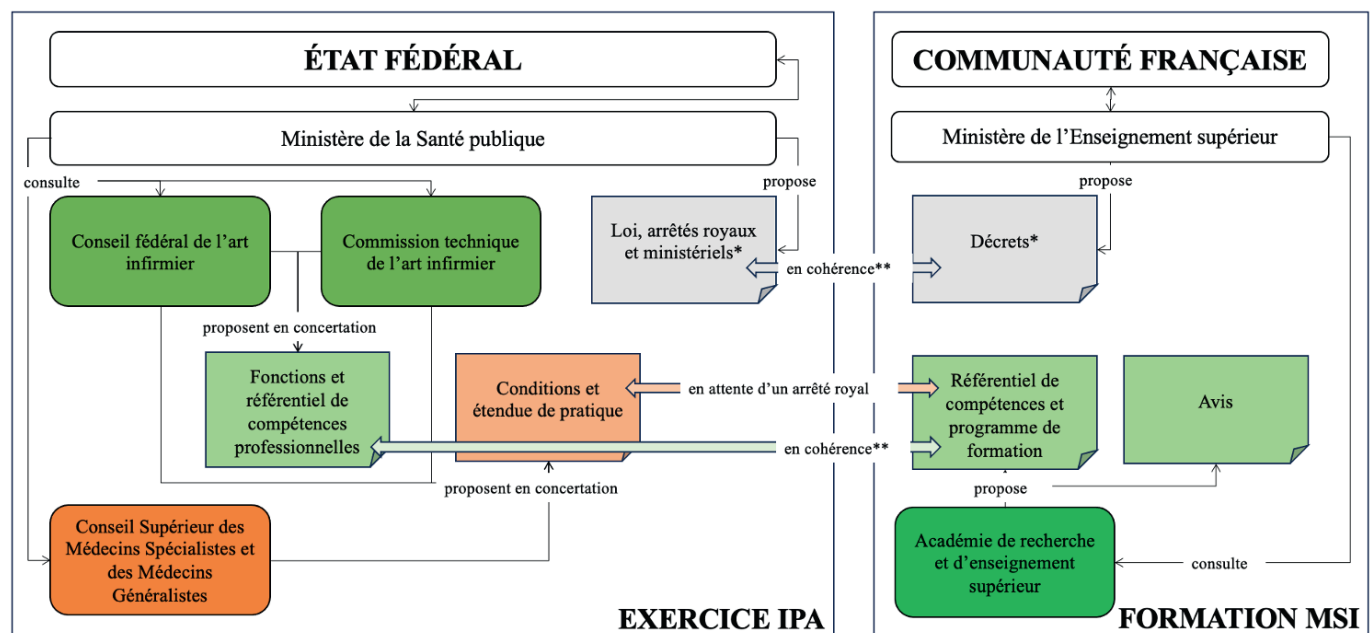 ÉTAT FÉDÉRAL
Ministère de la Santé publique
consulte
propose
Conseil fédéral de l’art
infirmier
Commission technique
de l’art infirmier
Loi, arrêtés royaux
et ministériels*
proposent en concertation
Fonctions et
référentiel de
compétences
professionnelles
Conditions et
étendue de pratique
proposent en concertation
Conseil Supérieur des
Médecins Spécialistes et
des Médecins
Généralistes
EXERCICE IPA
en cohérence**
en attente d’un arrêté royal
en cohérence**
COMMUNAUTÉ FRANÇAISE
Ministère de l’Enseignement supérieur
propose
Décrets*
Référentiel de
compétences et
programme de
formation
Avis
propose
Académie de recherche
et d’enseignement
supérieur
consulte
FORMATION MSI